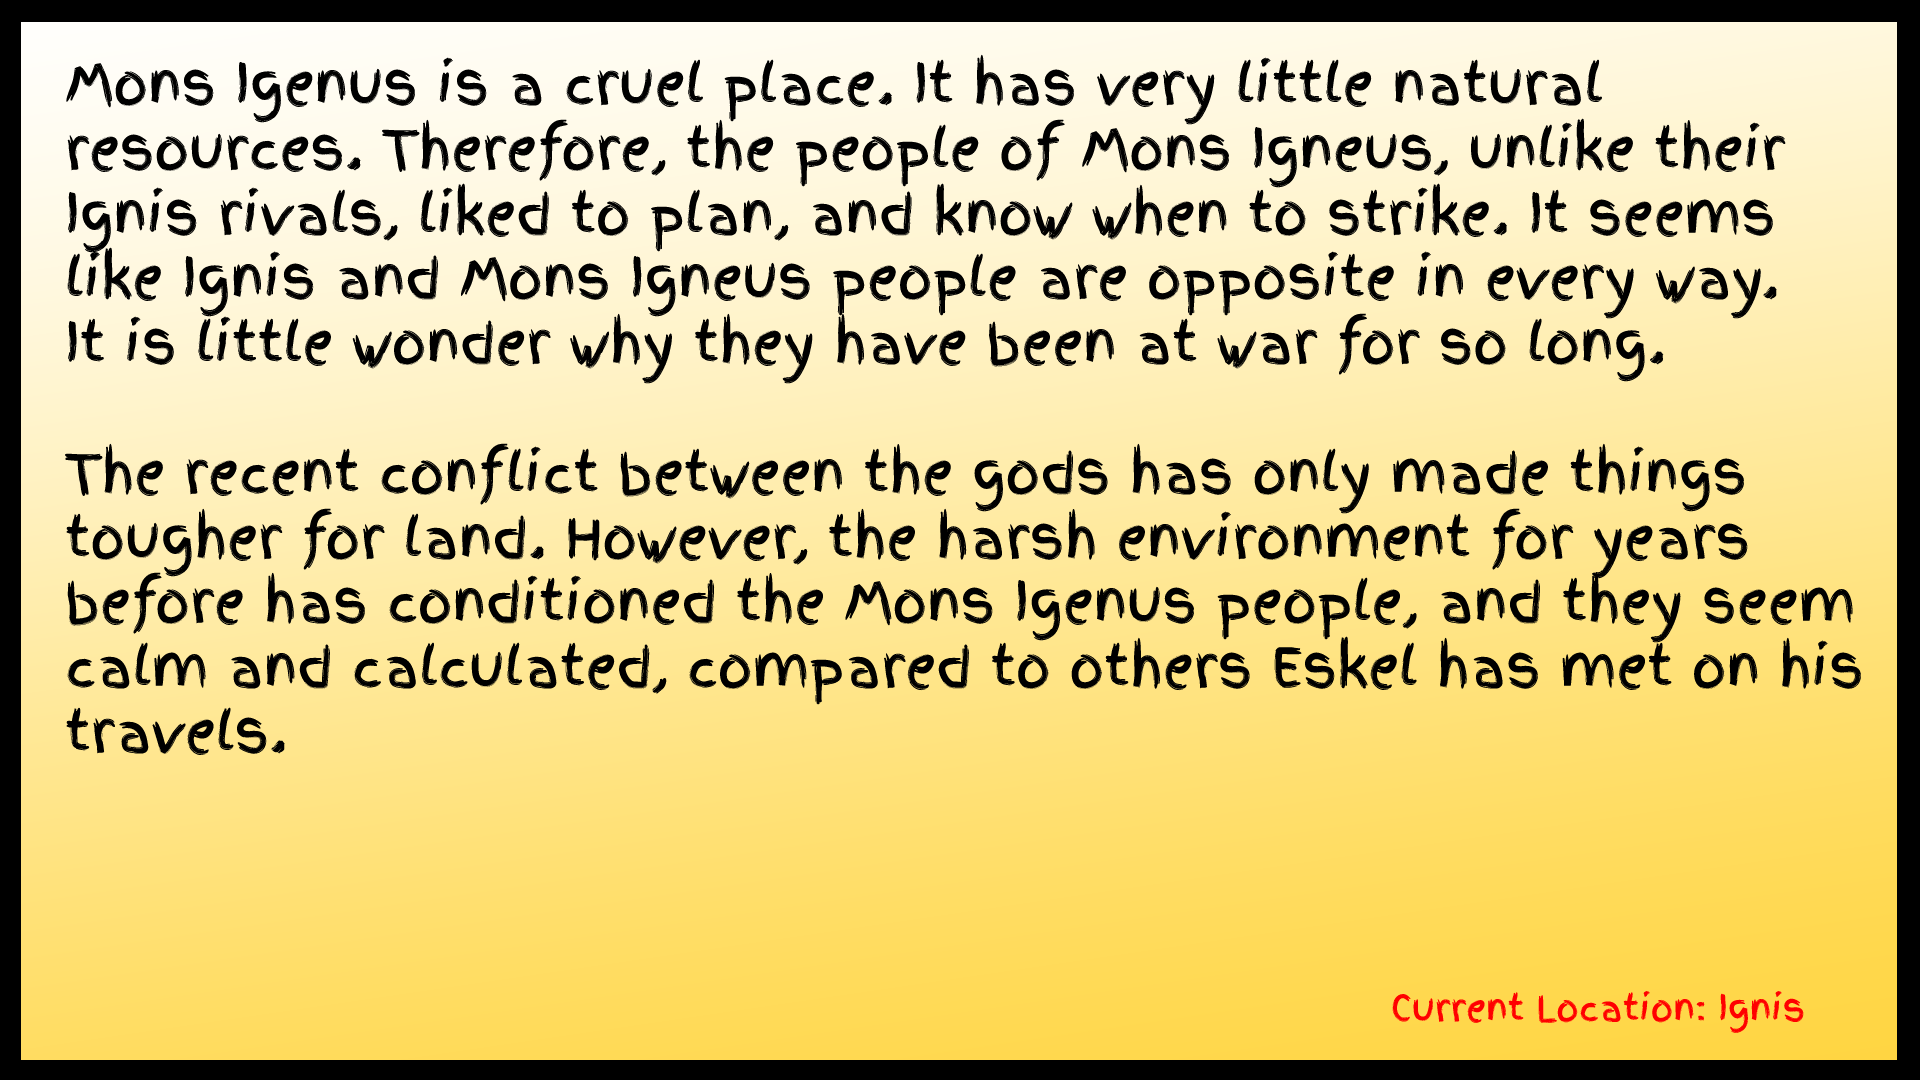 Mons Igenus is a cruel place. It has very little natural
resources. Therefore, the people of Mons Igneus, unlike their
Ignis rivals, liked to plan, and know when to strike. It seems
like Ignis and Mons Igneus people are opposite in every way.
It is little wonder why they have been at war for so long.
The recent conflict between the gods has only made things
tougher for land. However, the harsh environment for years
before has conditioned the Mons Igenus people, and they seem
calm and calculated, compared to others Eskel has met on his
travels.
Current Location: Ignis